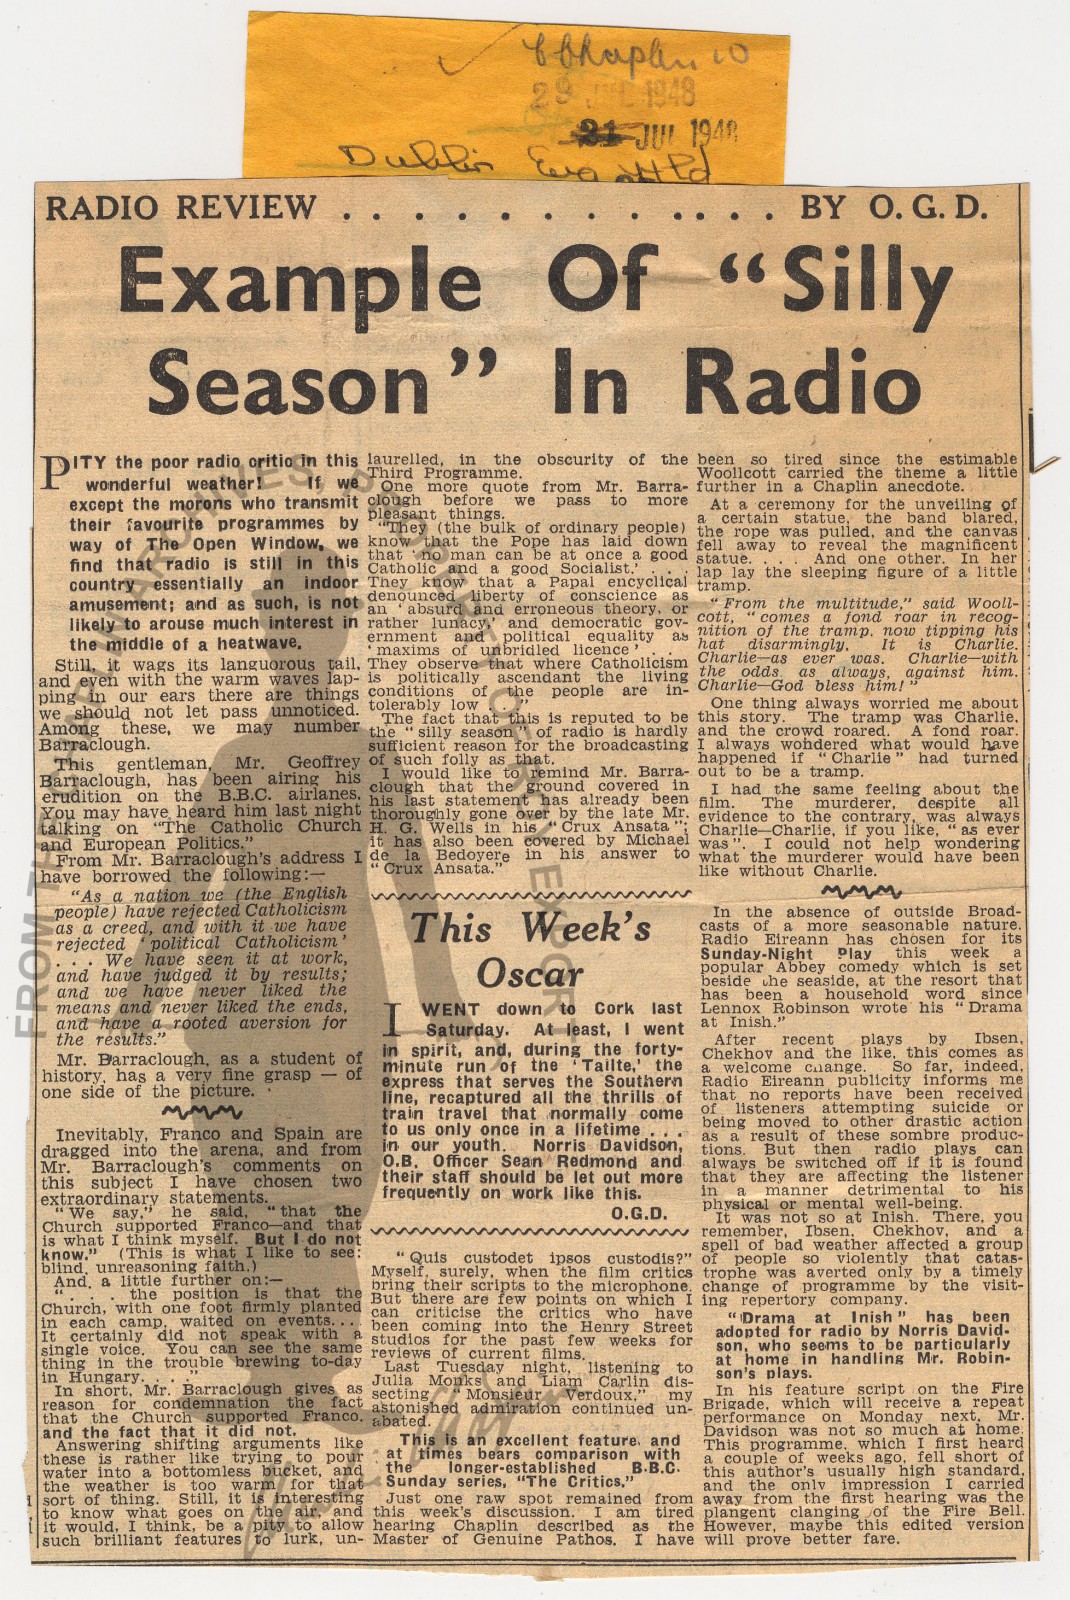 C Chaplin 10
29 JUL 1948
31 JUL 1948
Dublin Evg Hld
RADIO REVIEW . . . . . . . . . . . . . . BY O. G. D.
Example Of “Silly
Season” In Radio
PITY the poor radio critic in this
wonderful weather! If we
except the morons who transmit
their favourite programmes by
way of The Open Window, we
find that radio is still in this
country essentially an indoor
amusement; and as such, is not
likely to arouse much interest in
the middle of a heatwave.
Still, it wags its languorous tail,
and even with the warm waves lap-
ping in our ears there are things
we should not let pass unnoticed.
Among these, we may number
Barraclough.
This gentleman, Mr. Geoffrey
Barraclough, has been airing his
erudition on the B.B.C. airlanes.
You may have heard him last night
talking on “The Catholic Church
and European Politics.”
From Mr. Barraclough's address I
have borrowed the following:—
“As a nation we (the English
people) have rejected Catholicism
as a creed, and with it we have
rejected ‘political Catholicism’
. . . We have seen it at work,
and have judged it by results;
and we have never liked the
means and never liked the ends,
and have a rooted aversion for
the results.”
Mr. Barraclough, as a student of
history, has a very fine grasp — of
one side of the picture.
Inevitably, Franco and Spain are
dragged into the arena, and from
Mr. Barraclough's comments on
this subject I have chosen two
extraordinary statements.
“We say,” he said, “that the
Church supported Franco—and that
is what I think myself. But I do not
know.” (This is what I like to see:
blind, unreasoning faith.)
And, a little further on:—
“. . . . the position is that the
Church, with one foot firmly planted
in each camp, waited on events. . .
It certainly did not speak with a
single voice. You can see the same
thing in the trouble brewing to-day
in Hungary. . . .”
In short, Mr. Barraclough gives as
reason for condemnation the fact
that the Church supported Franco,
and the fact that it did not.
Answering shifting arguments like
these is rather like trying to pour
water into a bottomless bucket, and
the weather is too warm for that
sort of thing. Still, it is interesting
to know what goes on the air, and
it would, I think, be a pity to allow
such brilliant features to lurk, un-
laurelled, in the obscurity of the
Third Programme.
One more quote from Mr. Barra-
clough before we pass to more
pleasant things.
“They (the bulk of ordinary people)
know that the Pope has laid down
that ‘no man can be at once a good
Catholic and a good Socialist.’ . . . .
They know that a Papal encyclical
denounced liberty of conscience as
an ‘absurd and erroneous theory, or
rather lunacy,’ and democratic gov-
ernment and political equality as
‘maxims of unbridled licence’ . . .
They observe that where Catholicism
is politically ascendant the living
conditions of the people are in-
tolerably low . . .”
The fact that this is reputed to be
the “silly season” of radio is hardly
sufficient reason for the broadcasting
of such folly as that.
I would like to remind Mr. Barra-
clough that the ground covered in
his last statement has already been
thoroughly gone over by the late Mr.
H. G. Wells in his “Crux Ansata”;
it has also been covered by Michael
de la Bedoyere in his answer to
“Crux Ansata.”
This Week's
Oscar
I WENT down to Cork last
Saturday. At least, I went
in spirit, and, during the forty-
minute run of the ‘Tailte,’ the
express that serves the Southern
line, recaptured all the thrills of
train travel that normally come
to us only once in a lifetime . . .
in our youth. Norris Davidson,
O.B. Officer Sean Redmond and
their staff should be let out more
frequently on work like this.
O.G.D.
“Quis custodet ipsos custodis?”
Myself, surely, when the film critics
bring their scripts to the microphone.
But there are few points on which I
can criticise the critics who have
been coming into the Henry Street
studios for the past few weeks for
reviews of current films.
Last Tuesday night, listening to
Julia Monks and Liam Carlin dis-
secting “Monsieur Verdoux,” my
astonished admiration continued un-
abated.
This is an excellent feature, and
at times bears comparison with
the longer-established B.B.C.
Sunday series, “The Critics.”
Just one raw spot remained from
this week's discussion. I am tired
hearing Chaplin described as the
Master of Genuine Pathos. I have
been so tired since the estimable
Woollcott carried the theme a little
further in a Chaplin anecdote.
At a ceremony for the unveiling of
a certain statue, the band blared,
the rope was pulled, and the canvas
fell away to reveal the magnificent
statue. . . . And one other. In her
lap lay the sleeping figure of a little
tramp.
“From the multitude,” said Wooll-
cott, “comes a fond roar in recog-
nition of the tramp, now tipping his
hat disarmingly. It is Charlie.
Charlie—as ever was. Charlie—with
the odds, as always, against him.
Charlie—God bless him!”
One thing always worried me about
this story. The tramp was Charlie,
and the crowd roared. A fond roar.
I always wondered what would have
happened if “Charlie” had turned
out to be a tramp.
I had the same feeling about the
film. The murderer, despite all
evidence to the contrary, was always
Charlie—Charlie, if you like, “as ever
was”. I could not help wondering
what the murderer would have been
like without Charlie.
In the absence of outside Broad-
casts of a more seasonable nature,
Radio Eireann has chosen for its
Sunday-Night Play this week a
popular Abbey comedy which is set
beside the seaside, at the resort that
has been a household word since
Lennox Robinson wrote his “Drama
at Inish.”
After recent plays by Ibsen,
Chekhov and the like, this comes as
a welcome change. So far, indeed,
Radio Eireann publicity informs me
that no reports have been received
of listeners attempting suicide or
being moved to other drastic action
as a result of these sombre produc-
tions. But then radio plays can
always be switched off if it is found
that they are affecting the listener
in a manner detrimental to his
physical or mental well-being.
It was not so at Inish. There, you
remember, Ibsen, Chekhov, and a
spell of bad weather affected a group
of people so violently that catas-
trophe was averted only by a timely
change of programme by the visit-
ing repertory company.
“Drama at Inish” has been
adopted for radio by Norris David-
son, who seems to be particularly
at home in handling Mr. Robin-
son's plays.
In his feature script on the Fire
Brigade, which will receive a repeat
performance on Monday next, Mr.
Davidson was not so much at home.
This programme, which I first heard
a couple of weeks ago, fell short of
this author's usually high standard,
and the only impression I carried
away from the first hearing was the
plangent clanging of the Fire Bell.
However, maybe this edited version
will prove better fare.
FROM THE CHAPLIN ARCHIVES, PROPERTY OF ROY EXPORT